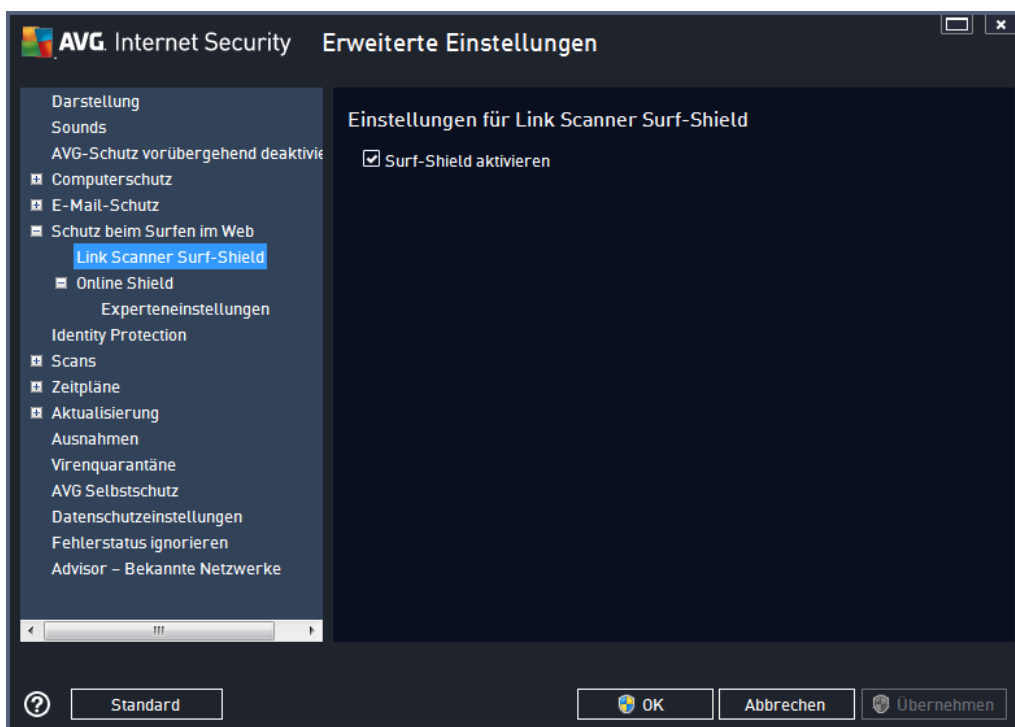 AVG. Internet Security Erweiterte Einstellungen
Darstellung
Sounds
AVG-Schutz vorübergehend deaktivie
Computerschutz
E-Mail-Schutz
Schutz beim Surfen im Web
Link Scanner Surf-Shield
Online Shield
Experteneinstellungen
Identity Protection
Scans
Zeitpläne
Aktualisierung
Ausnahmen
Virenquarantäne
AVG Selbstschutz
Datenschutzeinstellungen
Fehlerstatus ignorieren
Advisor – Bekannte Netzwerke
Einstellungen für Link Scanner Surf-Shield
Surf-Shield aktivieren
Standard
OK
Abbrechen
Übernehmen